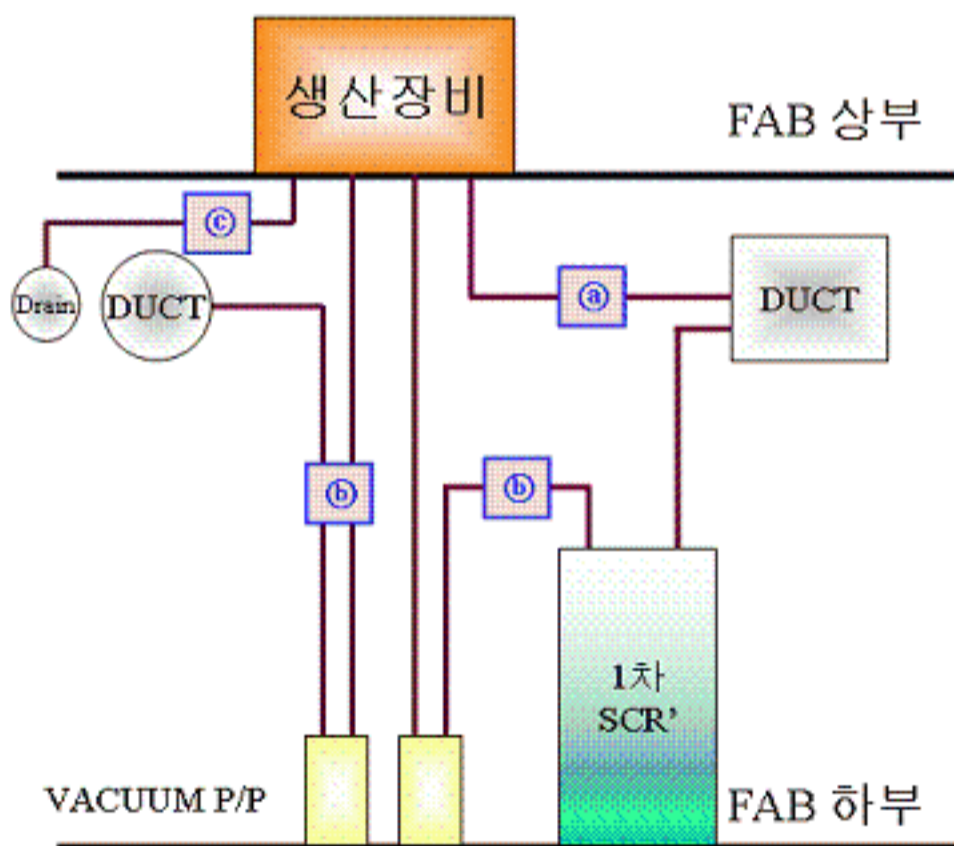 생산장비
FAB 상부
ⓒ
Drain
DUCT
ⓐ
DUCT
ⓑ
ⓑ
1차
SCR’
VACUUM P/P
FAB 하부